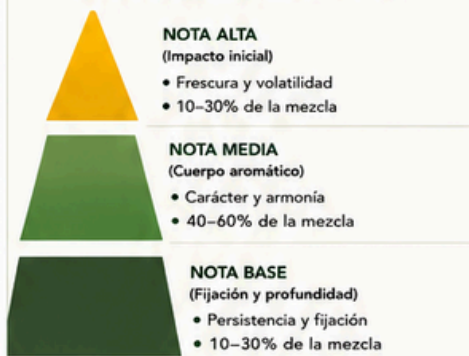 NOTA ALTA
(Impacto inicial)
• Frescura y volatilidad
• 10–30% de la mezcla
NOTA MEDIA
(Cuerpo aromático)
• Carácter y armonía
• 40–60% de la mezcla
NOTA BASE
(Fijación y profundidad)
• Persistencia y fijación
• 10–30% de la mezcla